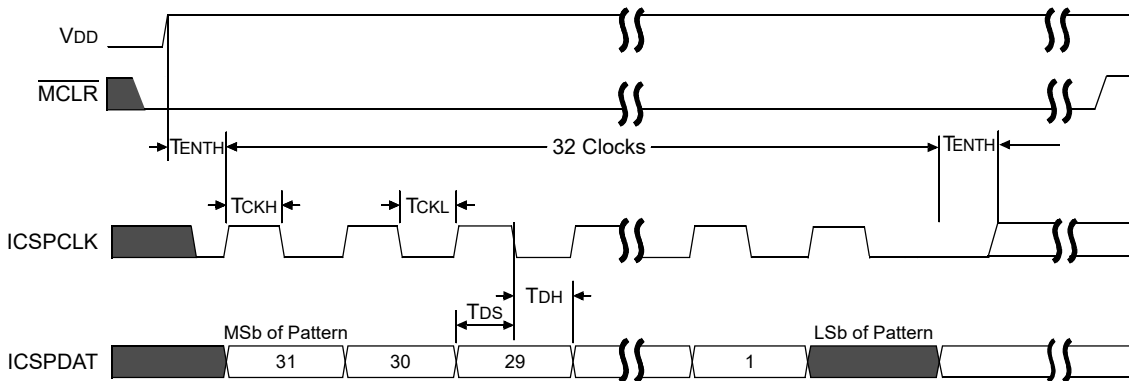 VDD
MCLR
TENTH
32 Clocks
TENTH
TCKH
TCKL
ICSPCLK
TDH
TDS
MSb of Pattern
LSb of Pattern
ICSPDAT
31
30
29
1